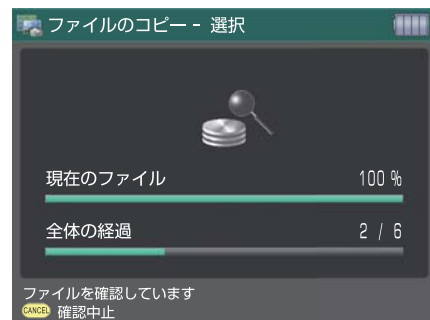 ファイルのコピー - 選択
現在のファイル 100 %
全体の経過 2 / 6
ファイルを確認しています
CANCEL 確認中止